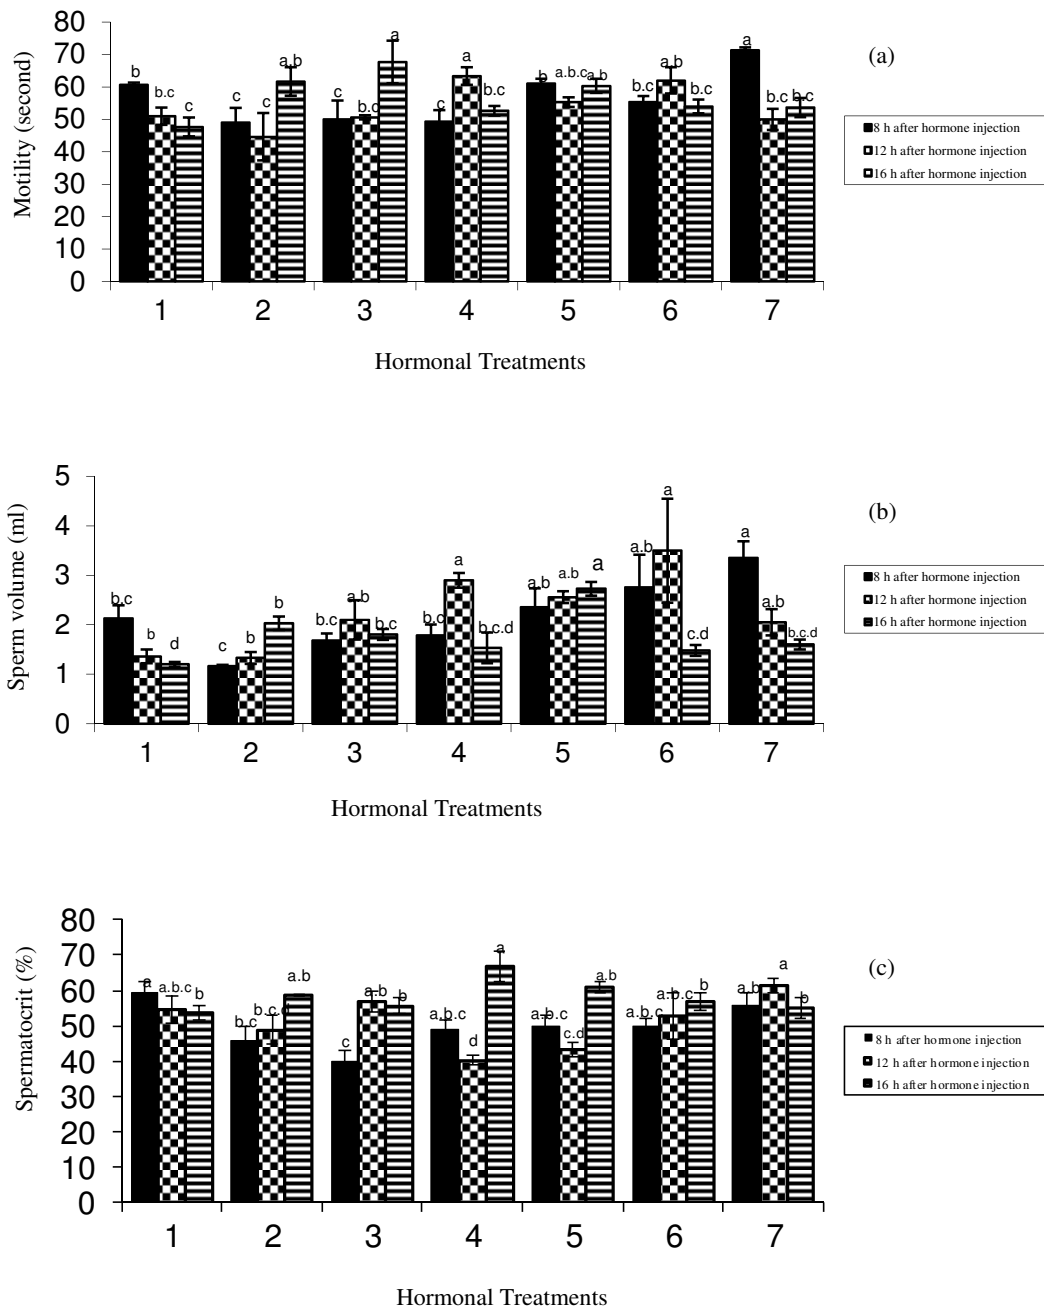 80
70
60
50
40
30
20
10
0
Motility (second)
b b.c c c c a.b c b.c a c a b.c b a.b.c a.b b.c a.b b.c a b.c b.c
1 2 3 4 5 6 7
Hormonal Treatments
(a)
8 h after hormone injection
12 h after hormone injection
16 h after hormone injection
5
4
3
2
1
0
Sperm volume (ml)
b.c b d c b b b.c a.b b.c b.c a b.c.d a.b a.b a a.b a c.d a a.b b.c.d
1 2 3 4 5 6 7
Hormonal Treatments
(b)
8 h after hormone injection
12 h after hormone injection
16 h after hormone injection
80
70
60
50
40
30
20
10
0
Spermatocrit (%)
a a.b.c b b.c b.c.d a.b c a b a.b.c d a a.b.c c.d a.b a.b.c a.b.c b a.b a b
1 2 3 4 5 6 7
Hormonal Treatments
(c)
8 h after hormone injection
12 h after hormone injection
16 h after hormone injection